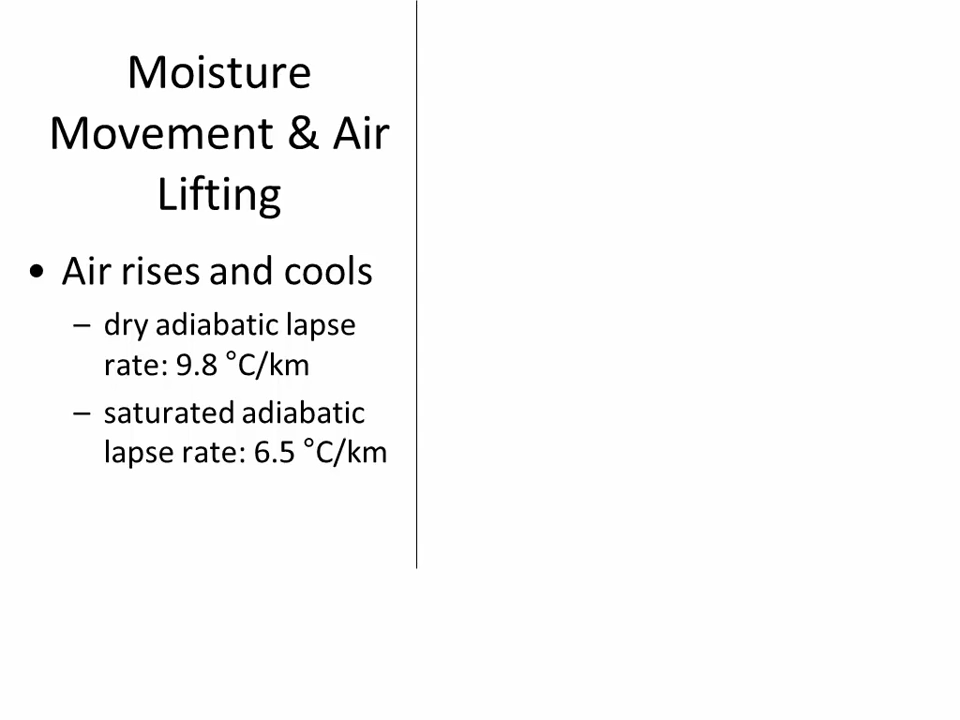 Moisture
Movement & Air
Lifting
• Air rises and cools
– dry adiabatic lapse
rate: 9.8 °C/km
– saturated adiabatic
lapse rate: 6.5 °C/km